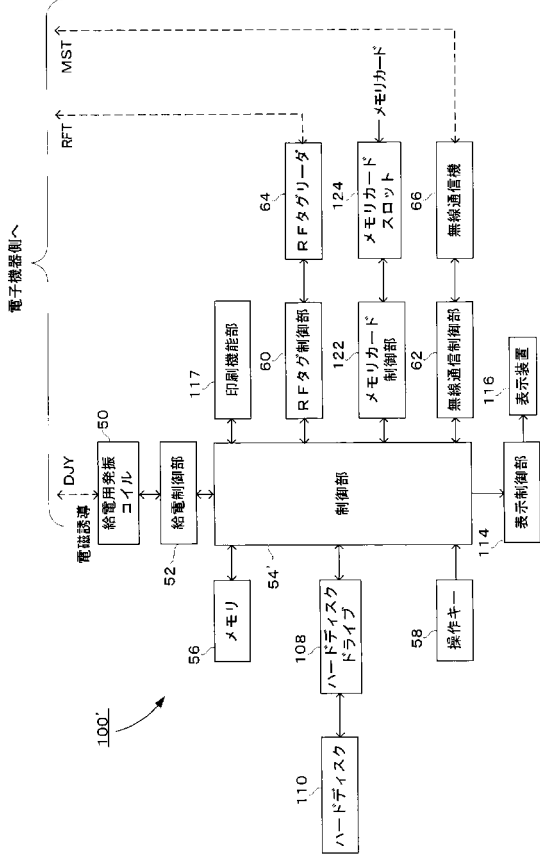 電子機器側へ
電磁誘導
DJY
RFT
MST
50
給電用発振
コイル
52
給電制御部
117
印刷機能部
64
RFタグリーダ
60
RFタグ制御部
メモリカード
124
メモリカード
スロット
122
メモリカード
制御部
66
無線通信機
62
無線通信制御部
制御部
54'
56
メモリ
108
ハードディスク
ドライブ
110
ハードディスク
58
操作キー
114
表示制御部
116
表示装置
100'